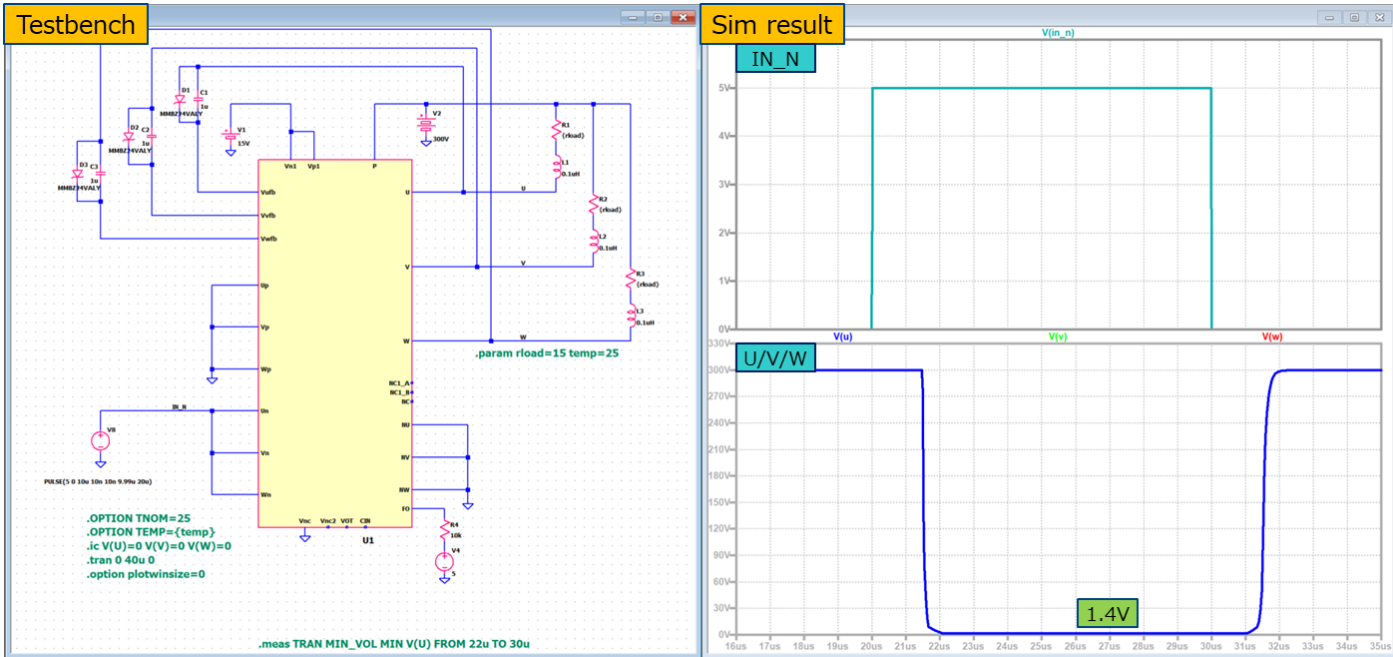 Testbench
Sim result
D1
C1
1u
MMBZ24VALY
D2
C2
1u
MMBZ24VALY
D3
C3
1u
MMBZ24VALY
V1
15V
V2
300V
R1
{rload}
L1
0.1uH
R2
{rload}
L2
0.1uH
R3
{rload}
L3
0.1uH
Vn1
Vp1
P
Vufb
Vvfb
Vwfb
Up
Vp
Wp
Un
Vn
Wn
U
V
W
U
V
W
NC1_A
NC1_B
NC
NU
NV
NW
FO
Vnc
Vnc2
VOT
CIN
U1
R4
10k
V4
5
IN_N
V8
PULSE(5 0 10u 10n 10n 9.99u 20u)
.param rload=15 temp=25
.OPTION TNOM=25
.OPTION TEMP={temp}
.ic V(U)=0 V(V)=0 V(W)=0
.tran 0 40u 0
.option plotwinsize=0
.meas TRAN MIN_VOL MIN V(U) FROM 22u TO 30u
V(in_n)
IN_N
5V
4V
3V
2V
1V
0V
V(u) V(v) V(w)
U/V/W
330V
300V
270V
240V
210V
180V
150V
120V
90V
60V
30V
0V
1.4V
16us 17us 18us 19us 20us 21us 22us 23us 24us 25us 26us 27us 28us 29us 30us 31us 32us 33us 34us 35us